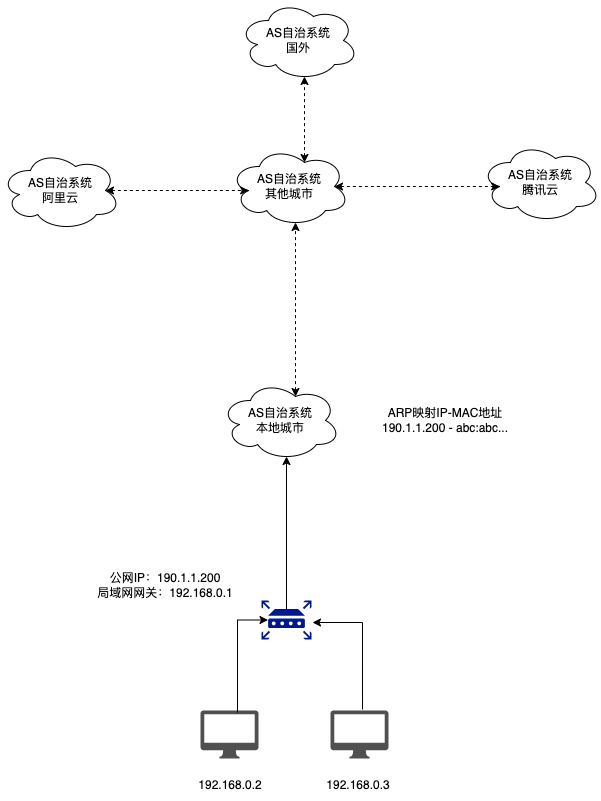 AS自治系统
国外
AS自治系统
其他城市
AS自治系统
阿里云
AS自治系统
腾讯云
AS自治系统
本地城市
ARP映射IP-MAC地址
190.1.1.200 - abc:abc...
公网IP：190.1.1.200
局域网网关：192.168.0.1
192.168.0.2
192.168.0.3